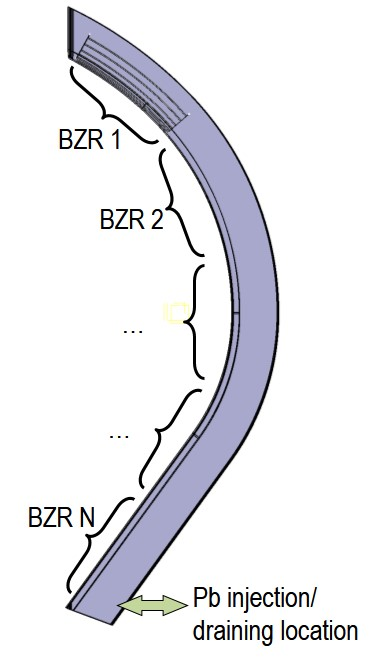 BZR 1
BZR 2
...
...
BZR N
Pb injection/
draining location